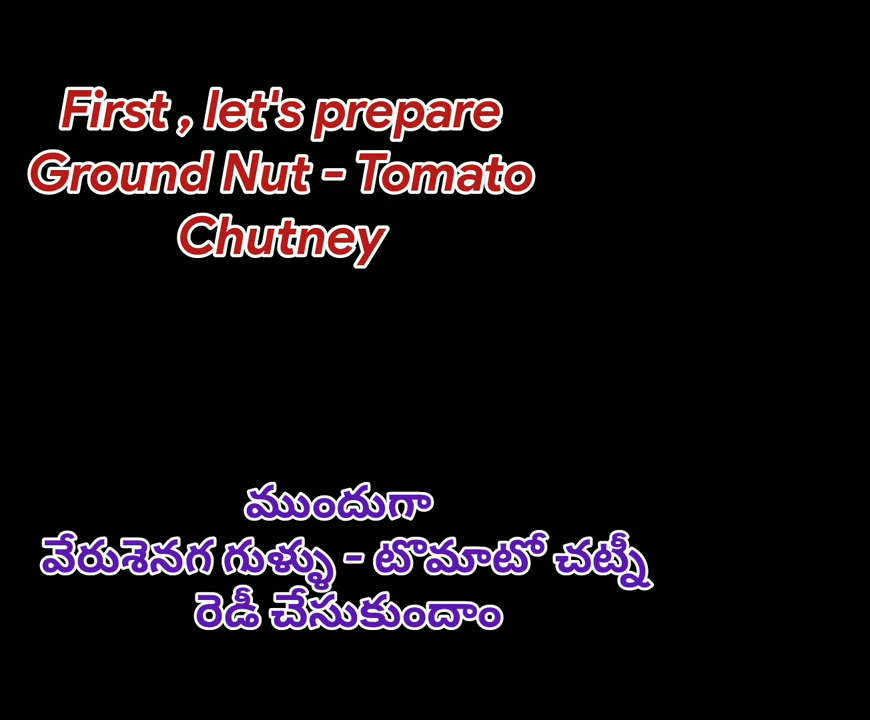 First , let's prepare
Ground Nut - Tomato
Chutney
ముందుగా
వేరుశెనగ గుళ్ళు - టొమాటో చట్నీ
రెడీ చేసుకుందాం